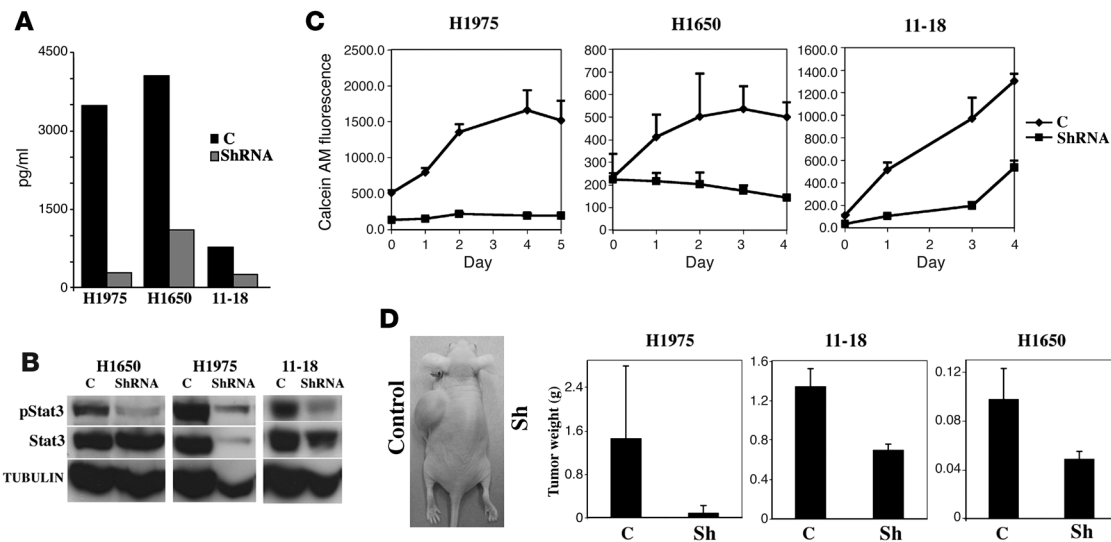 A
4500
3000
1500
0
pg/ml
C
ShRNA
H1975 H1650 11-18
B
H1650 H1975 11-18
C ShRNA C ShRNA C ShRNA
pStat3
Stat3
TUBULIN
C
H1975
Calcein AM fluorescence
2500.0
2000.0
1500.0
1000.0
500.0
0.0
0 1 2 3 4 5
Day
H1650
800
700
600
500
400
300
200
100
0
0 1 2 3 4
Day
11-18
1600.0
1400.0
1200.0
1000.0
800.0
600.0
400.0
200.0
0.0
0 1 2 3 4
Day
C
ShRNA
D
Control
Sh
H1975
Tumor weight (g)
2.4
1.6
0.8
0
C Sh
11-18
1.6
1.2
0.8
0.4
0
C Sh
H1650
0.12
0.08
0.04
0
C Sh